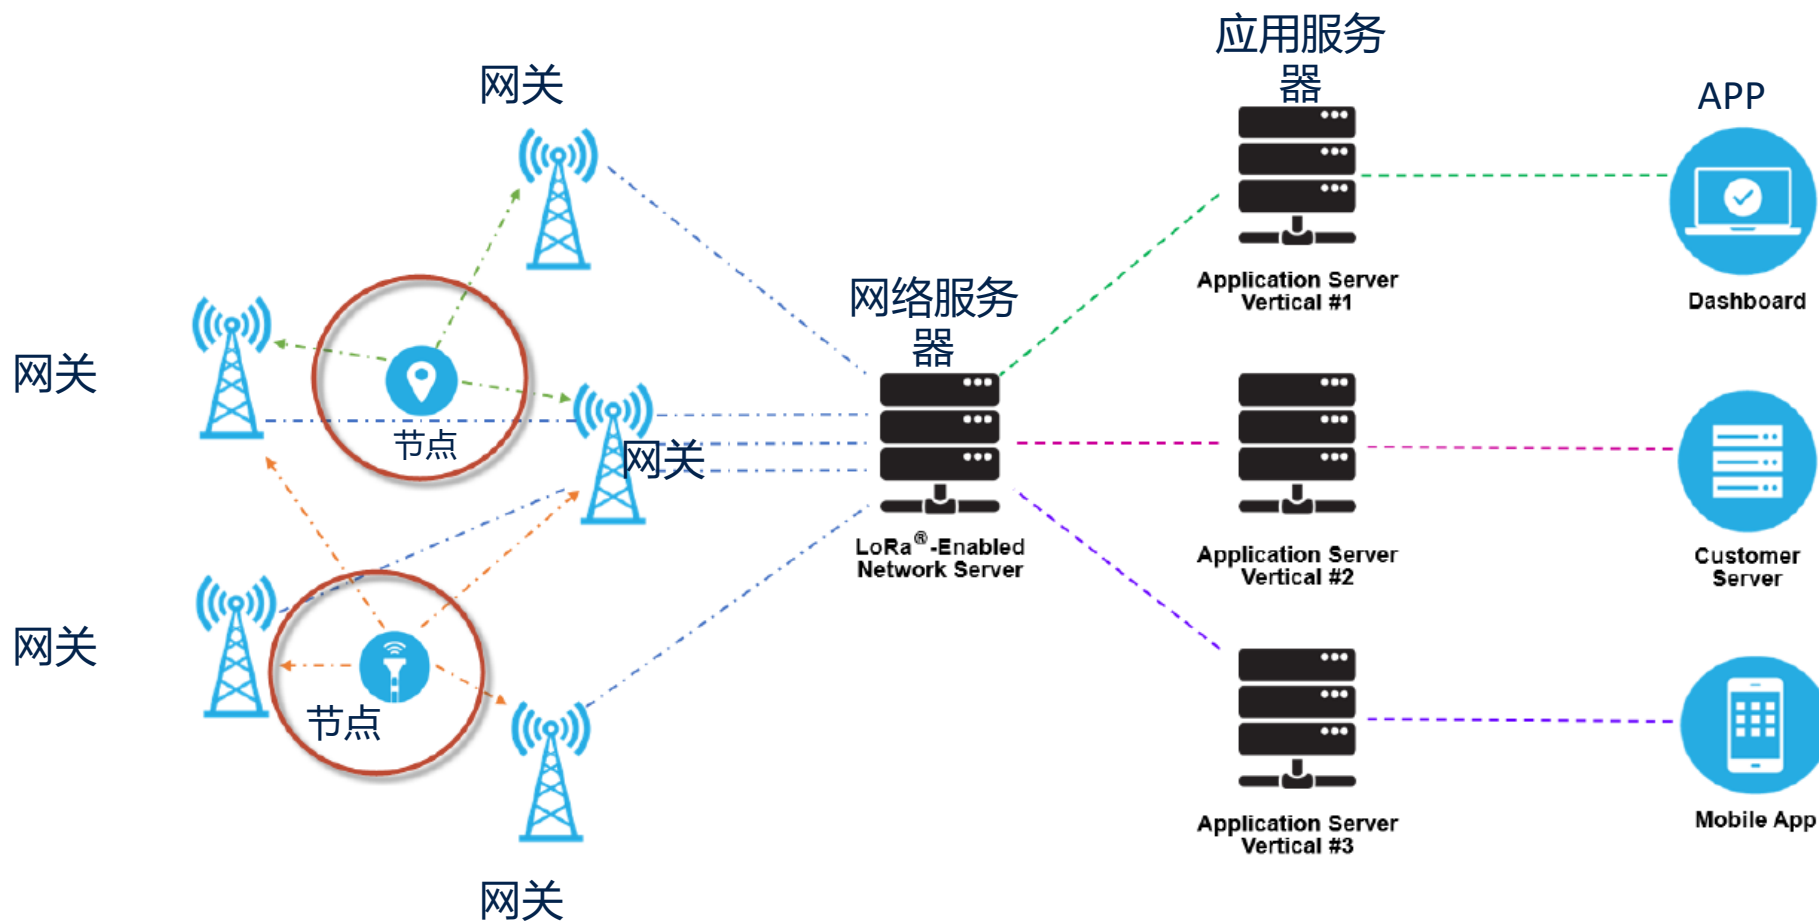 应用服务
器
网关
APP
Application Server
Vertical #1
Dashboard
网络服务
器
网关
节点
网关
LoRa®-Enabled
Network Server
Application Server
Vertical #2
Customer
Server
网关
节点
Application Server
Vertical #3
Mobile App
网关